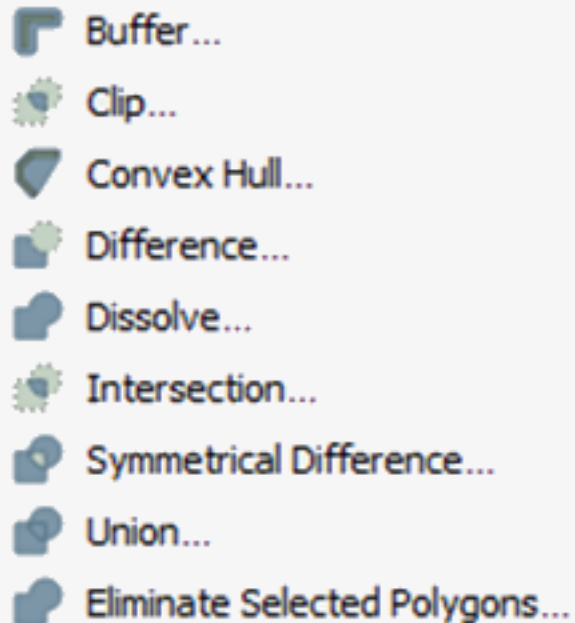 Buffer...
Clip...
Convex Hull...
Difference...
Dissolve...
Intersection...
Symmetrical Difference...
Union...
Eliminate Selected Polygons...